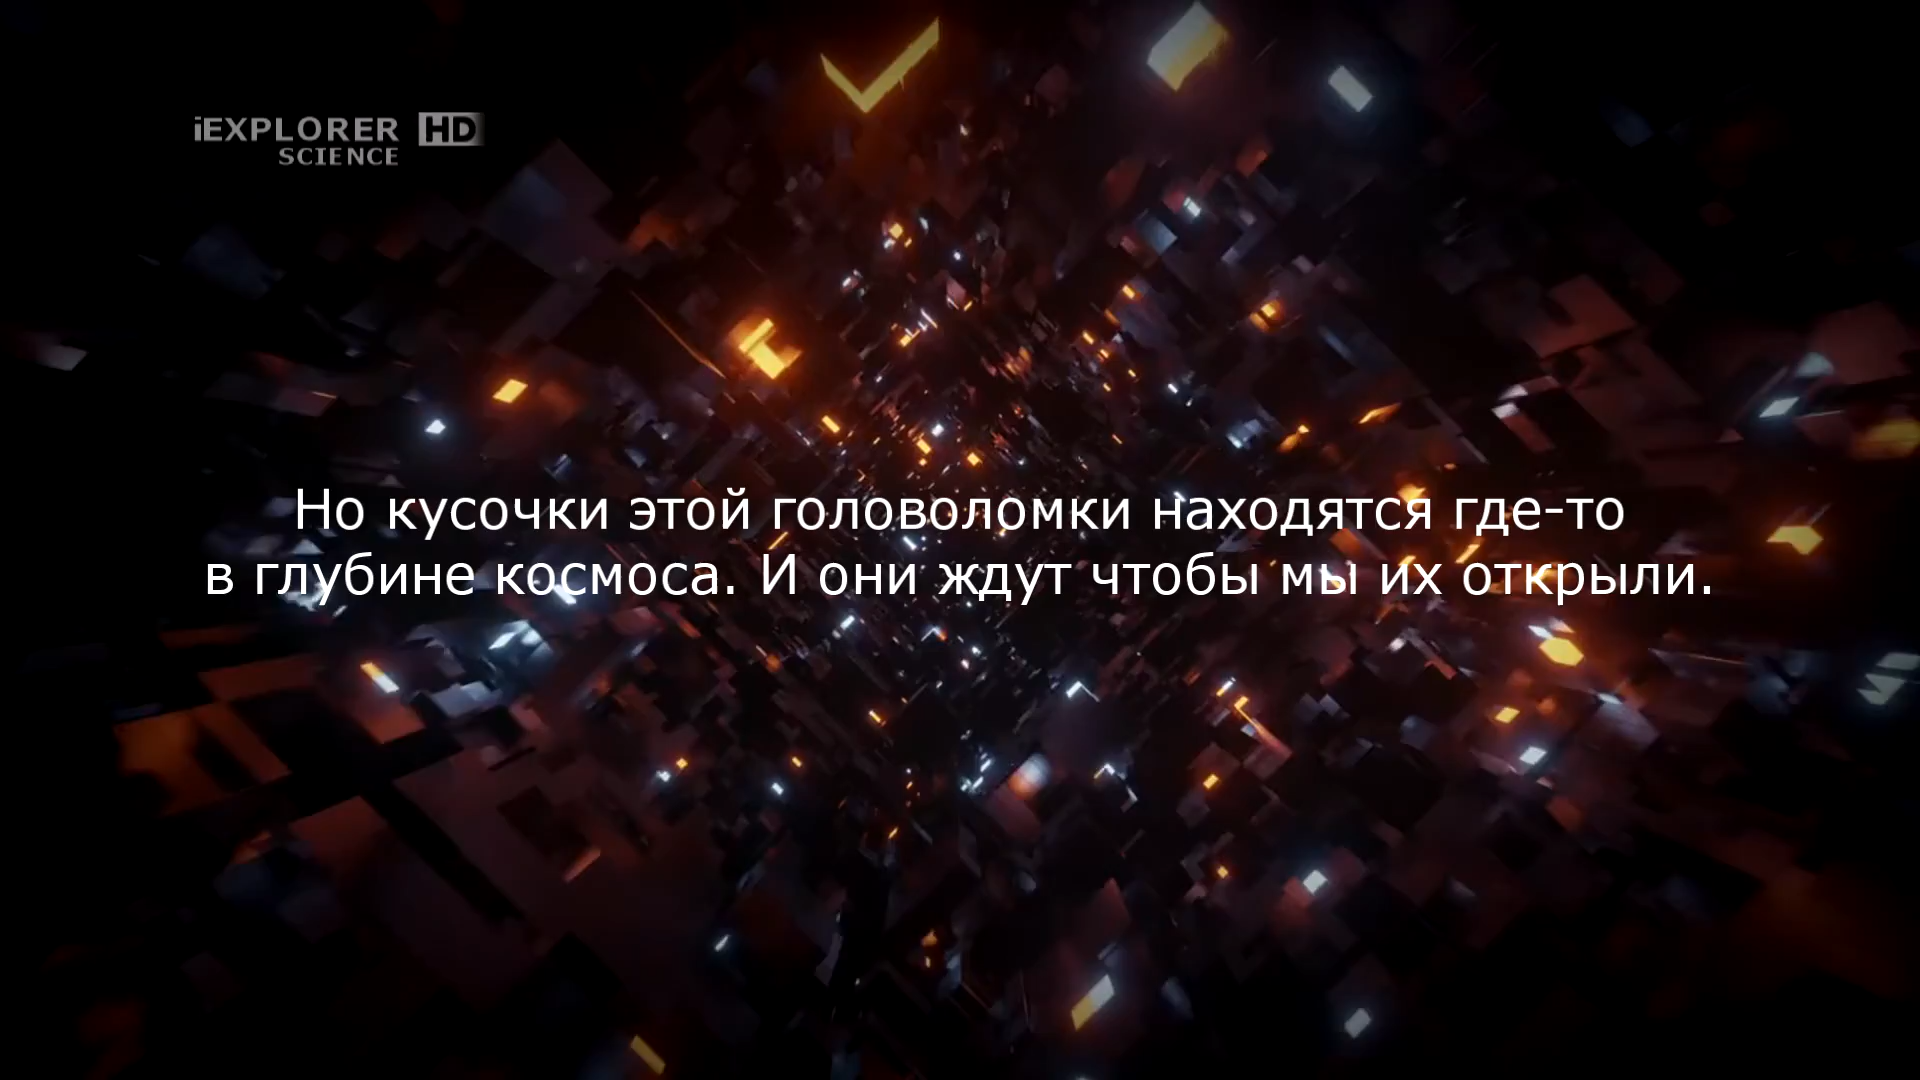 iEXPLORER HD
SCIENCE
Но кусочки этой головоломки находятся где-то
в глубине космоса. И они ждут чтобы мы их открыли.